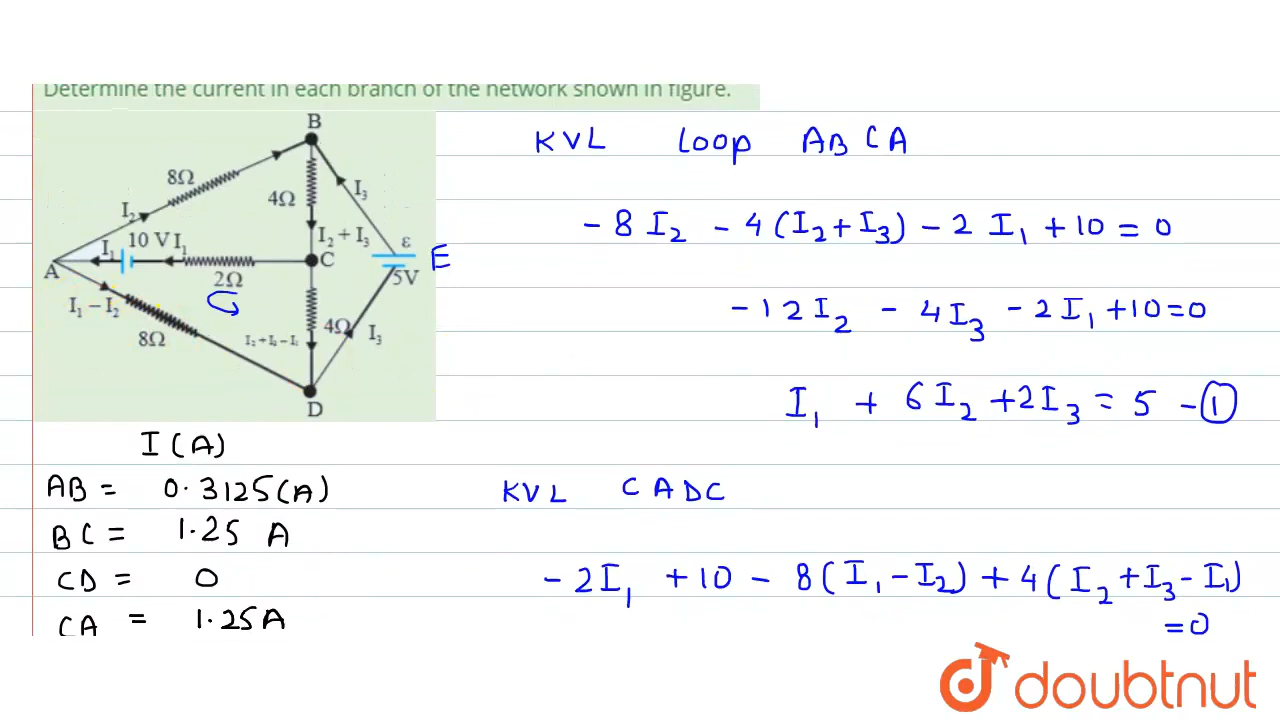 Determine the current in each branch of the network shown in figure.
B
8Ω
4Ω
I₃
I₂
10 V
I₁
I₁
I₂ + I₃
ε
E
A
2Ω
C
5V
I₁ – I₂
8Ω
I₂+I₃–I₁
4Ω
I₃
D
I (A)
AB = 0.3125(A)
BC = 1.25 A
CD = 0
CA = 1.25A
KVL Loop ABCA
- 8 I₂ - 4 (I₂+I₃) - 2 I₁ + 10 = 0
- 12 I₂ - 4 I₃ - 2 I₁ + 10 = 0
I₁ + 6 I₂ + 2 I₃ = 5 - ①
KVL CADC
- 2 I₁ + 10 - 8 (I₁ - I₂) + 4 (I₂ + I₃ - I₁)
= 0
doubtnut